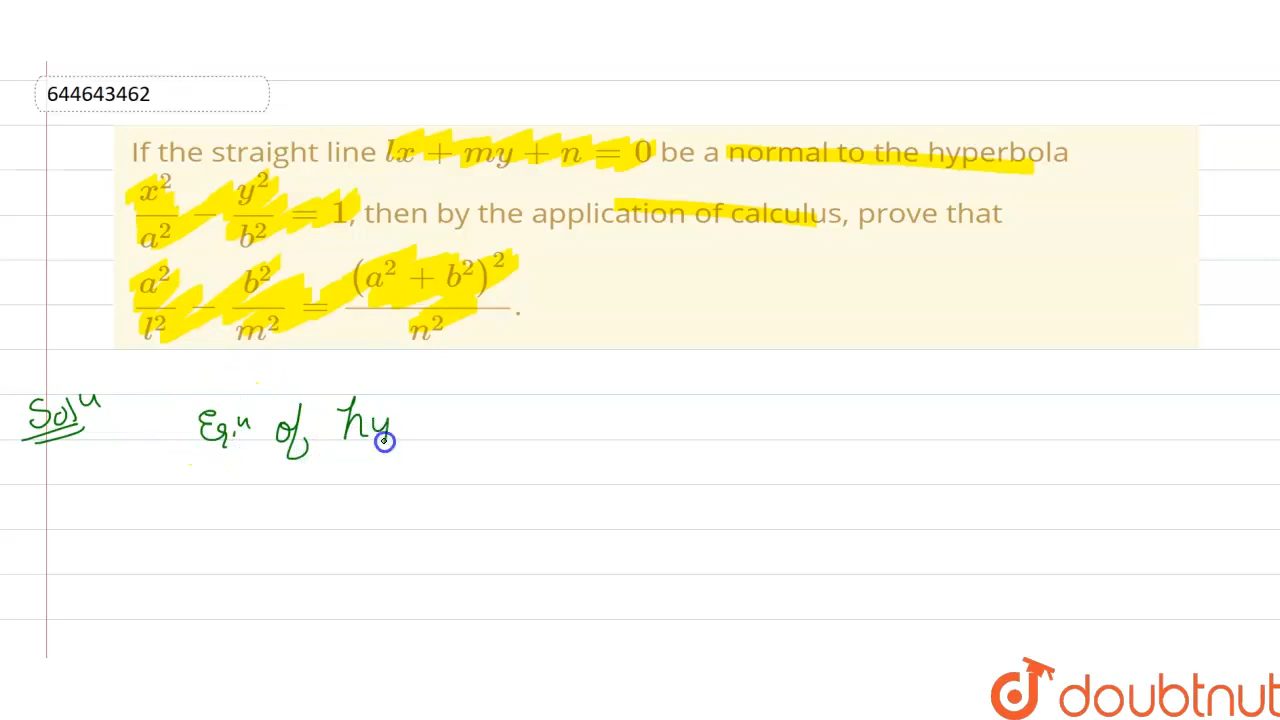 644643462
If the straight line lx + my + n = 0 be a normal to the hyperbola
x²/a² − y²/b² = 1, then by the application of calculus, prove that
a²/l² − b²/m² = (a² + b²)²/n².
Solⁿ Eq.ⁿ of hy
doubtnut